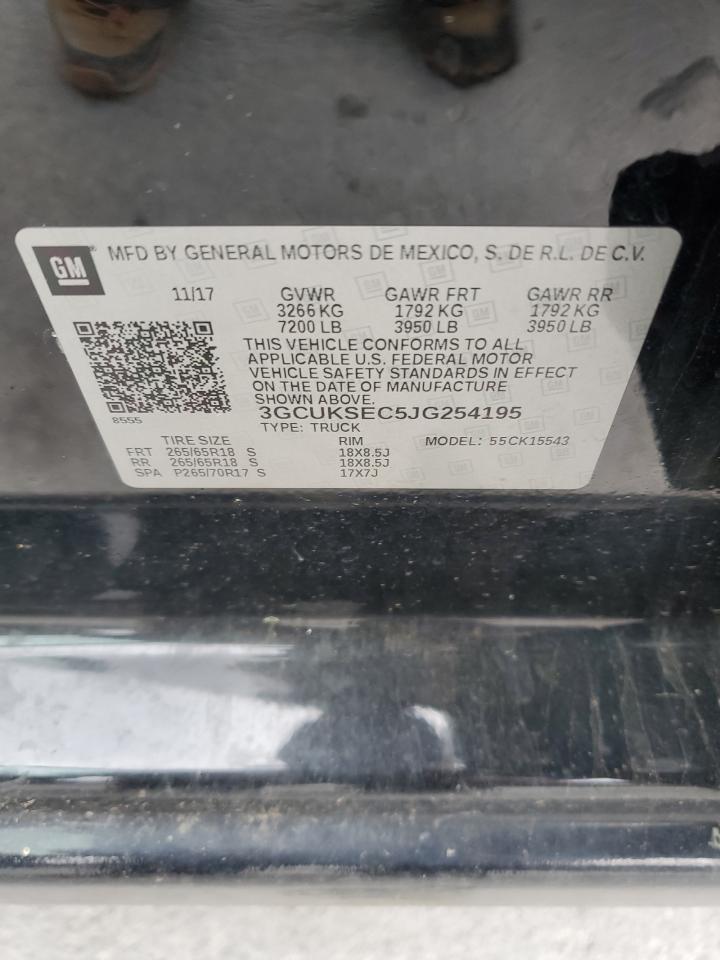 GM
MFD BY GENERAL MOTORS DE MEXICO, S. DE R.L. DE C.V.
11/17 GVWR GAWR FRT GAWR RR
3266 KG 1792 KG 1792 KG
7200 LB 3950 LB 3950 LB
THIS VEHICLE CONFORMS TO ALL
APPLICABLE U.S. FEDERAL MOTOR
VEHICLE SAFETY STANDARDS IN EFFECT
ON THE DATE OF MANUFACTURE
SHOWN ABOVE.
3GCUKSEC5JG254195
8555
TYPE: TRUCK MODEL: 55CK15543
TIRE SIZE RIM
FRT 265/65R18 S 18X8.5J
RR 265/65R18 S 18X8.5J
SPA P265/70R17 S 17X7J